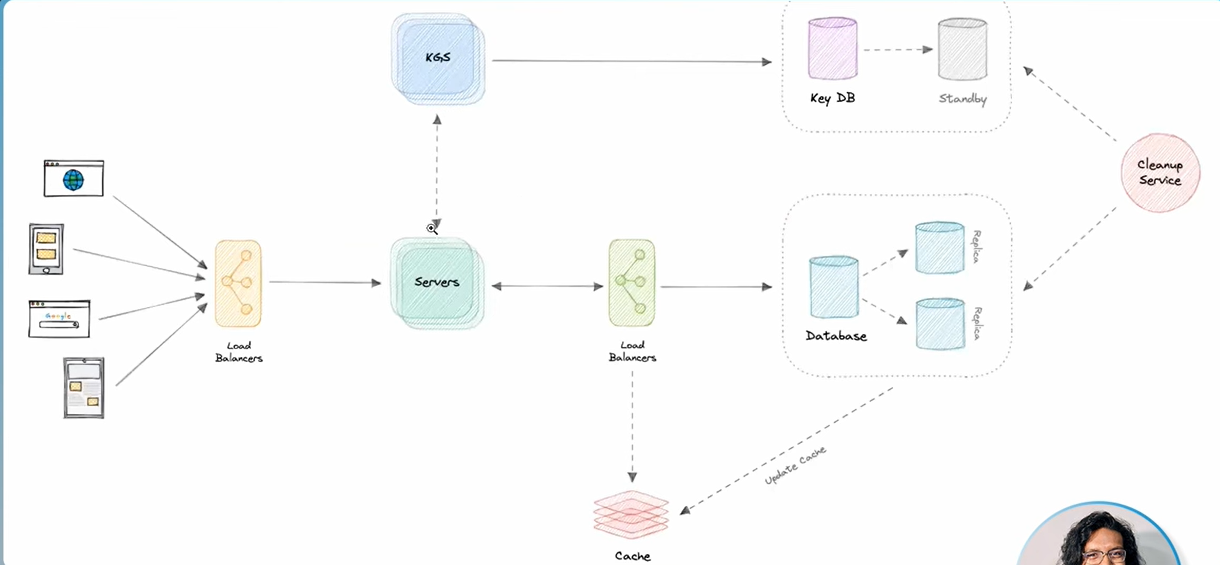 KGS
Key DB
Standby
Cleanup
Service
Google
Servers
Load
Balancers
Load
Balancers
Database
Replica
Replica
Update Cache
Cache